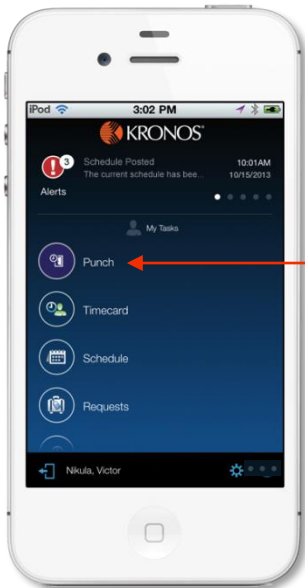 iPod 3:02 PM
KRONOS
3
Schedule Posted 10:01AM
The current schedule has bee... 10/15/2013
Alerts
My Tasks
Punch
Timecard
Schedule
Requests
Nikula, Victor